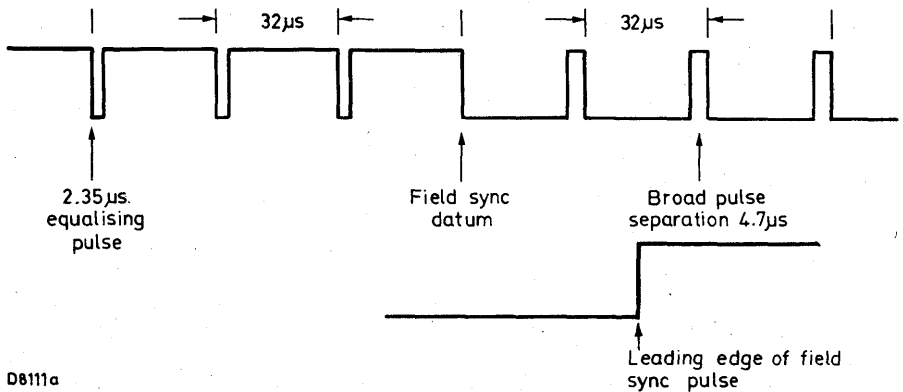 32µs
32µs
2.35µs.
equalising
pulse
Field sync
datum
Broad pulse
separation 4.7µs
Leading edge of field
sync pulse
D8111a